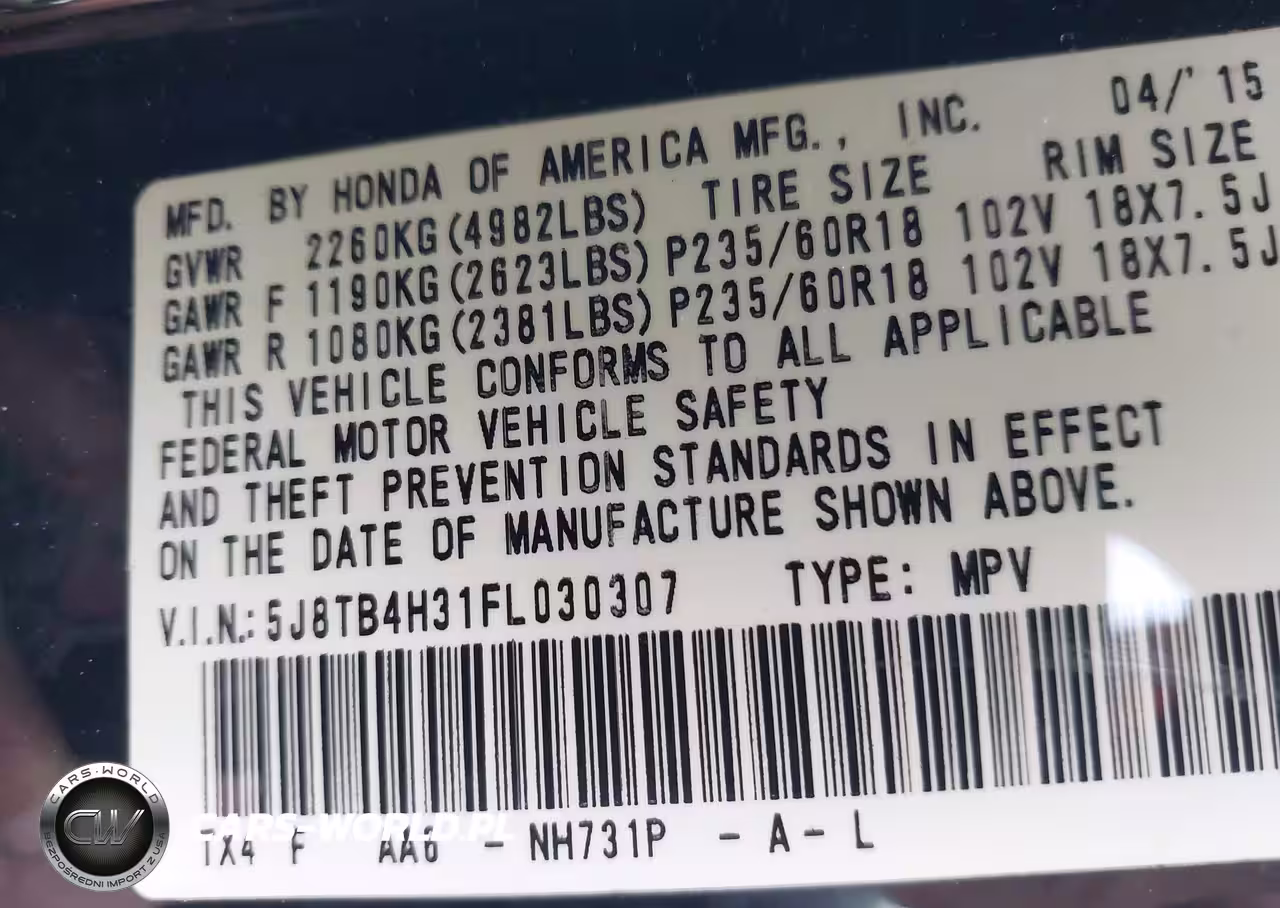 MFD. BY HONDA OF AMERICA MFG., INC. 04/'15
GVWR 2260KG(4982LBS) TIRE SIZE RIM SIZE
GAWR F 1190KG(2623LBS) P235/60R18 102V 18X7.5J
GAWR R 1080KG(2381LBS) P235/60R18 102V 18X7.5J
THIS VEHICLE CONFORMS TO ALL APPLICABLE
FEDERAL MOTOR VEHICLE SAFETY
AND THEFT PREVENTION STANDARDS IN EFFECT
ON THE DATE OF MANUFACTURE SHOWN ABOVE.
V.I.N.: 5J8TB4H31FL030307 TYPE: MPV
TX4 F AA6 - NH731P - A - L
CARS-WORLD.PL
CARS-WORLD
CW
BEZPOŚREDNI IMPORT Z USA